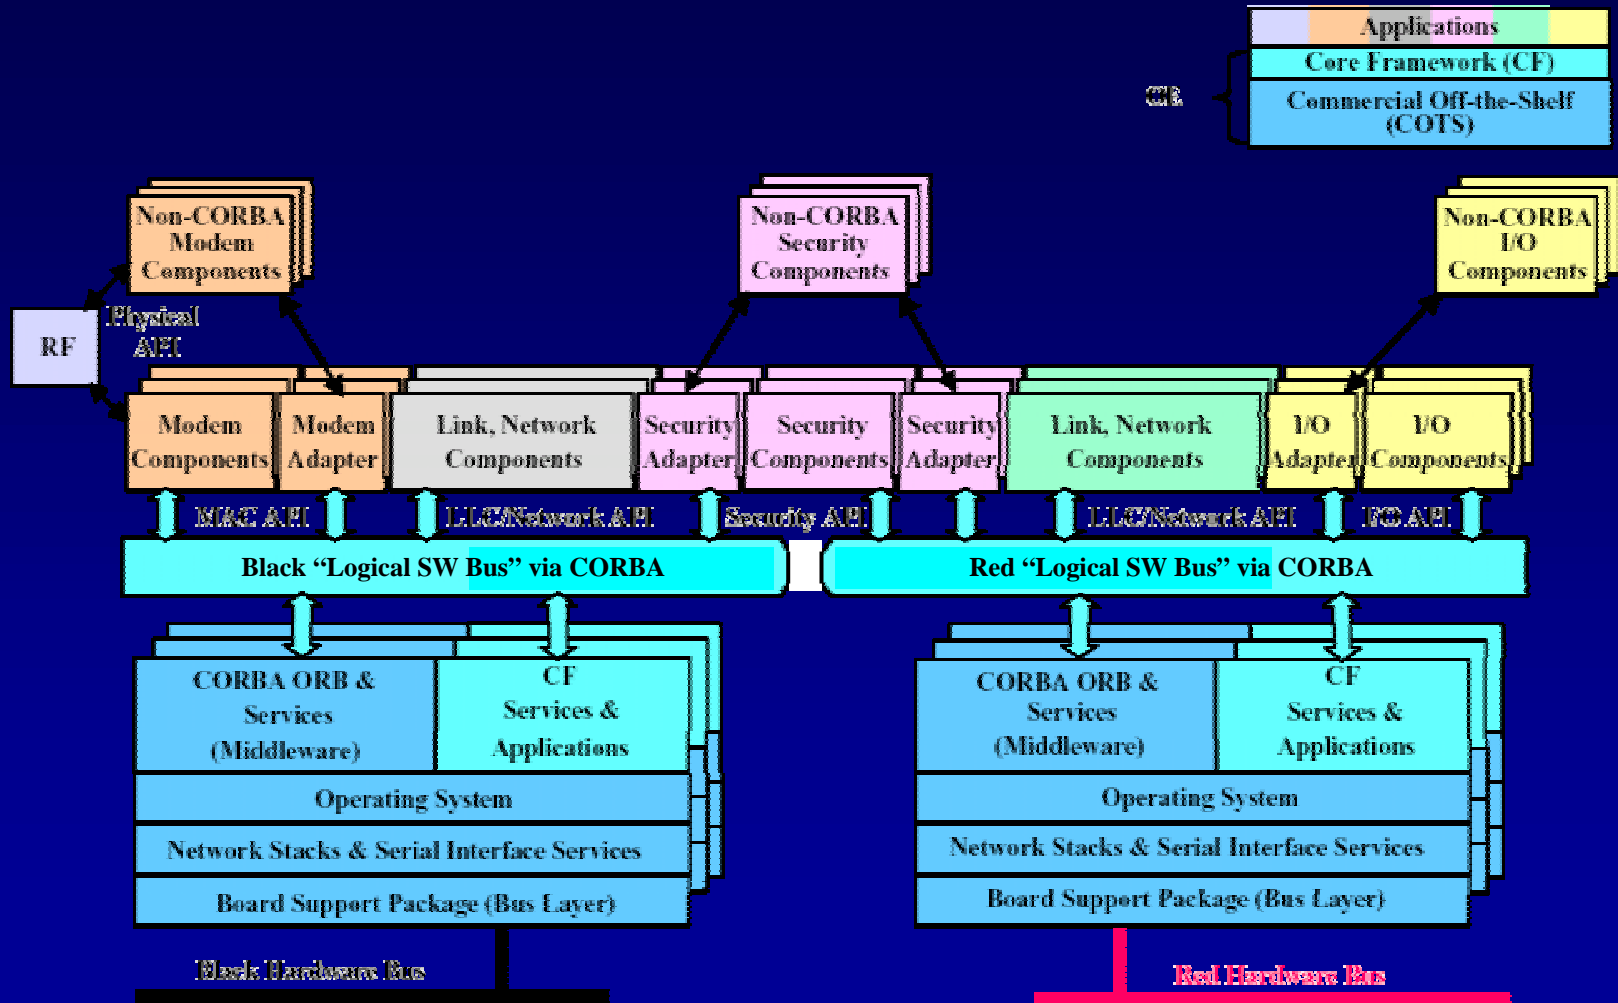 Applications
Core Framework (CF)
OE
Commercial Off-the-Shelf
(COTS)
Non-CORBA
Modem
Components
Non-CORBA
Security
Components
Non-CORBA
I/O
Components
RF
Physical
API
Modem
Components
Modem
Adapter
Link, Network
Components
Security
Adapter
Security
Components
Security
Adapter
Link, Network
Components
I/O
Adapter
I/O
Components
MAC API
LLC/Network API
Security API
LLC/Network API
I/O API
Black “Logical SW Bus” via CORBA
Red “Logical SW Bus” via CORBA
CORBA ORB &
Services
(Middleware)
CF
Services &
Applications
Operating System
Network Stacks & Serial Interface Services
Board Support Package (Bus Layer)
CORBA ORB &
Services
(Middleware)
CF
Services &
Applications
Operating System
Network Stacks & Serial Interface Services
Board Support Package (Bus Layer)
Black Hardware Bus
Red Hardware Bus